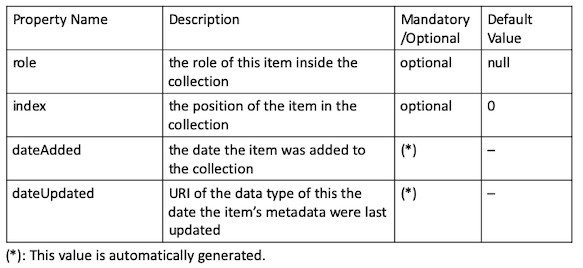 Property Name Description Mandatory Default
/Optional Value
role the role of this item inside the optional null
collection
index the position of the item in the optional 0
collection
dateAdded the date the item was added to (*) –
the collection
dateUpdated URI of the data type of this the (*) –
date the item's metadata were last
updated
(*): This value is automatically generated.